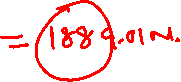 = 1889.01N.